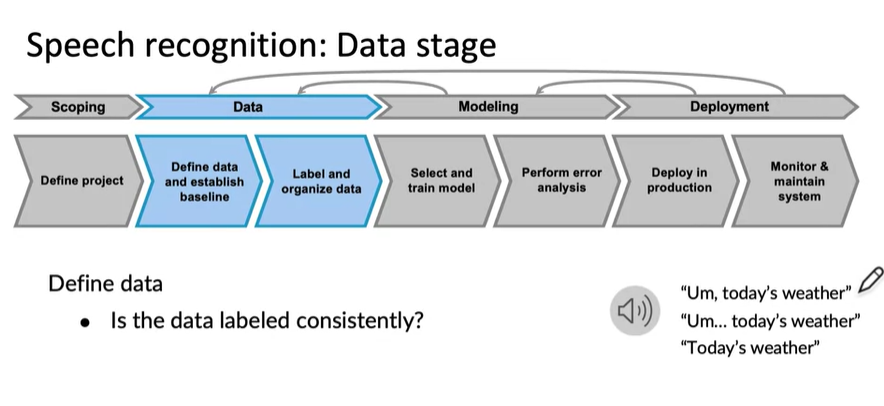 Speech recognition: Data stage
Scoping
Data
Modeling
Deployment
Define project
Define data
and establish
baseline
Label and
organize data
Select and
train model
Perform error
analysis
Deploy in
production
Monitor &
maintain
system
Define data
• Is the data labeled consistently?
“Um, today’s weather”
“Um... today’s weather”
“Today’s weather”